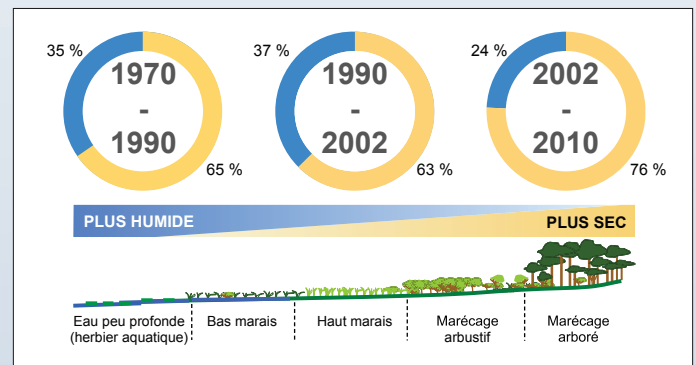 35 %
1970
-
1990
65 %
37 %
1990
-
2002
63 %
24 %
2002
-
2010
76 %
PLUS HUMIDE
PLUS SEC
Eau peu profonde
(herbier aquatique)
Bas marais
Haut marais
Marécage
arbustif
Marécage
arboré